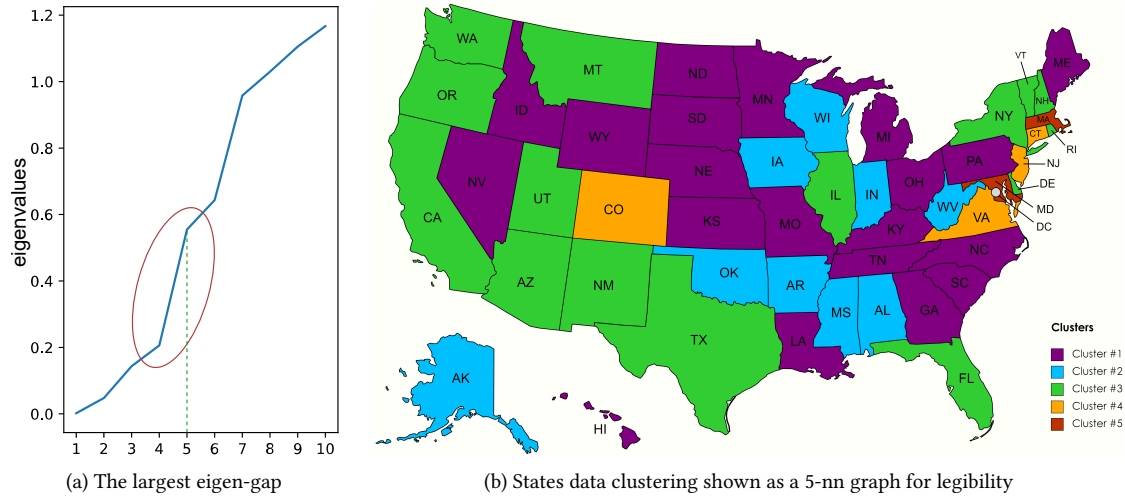 1.2
1.0
0.8
0.6
0.4
0.2
0.0
eigenvalues
1 2 3 4 5 6 7 8 9 10
(a) The largest eigen-gap
WA
OR
CA
ID
NV
MT
WY
UT
AZ
CO
NM
ND
SD
NE
KS
OK
TX
MN
IA
MO
AR
LA
WI
IL
MI
IN
OH
KY
TN
MS
AL
GA
FL
SC
NC
VA
WV
PA
NY
VT
NH
ME
MA
CT
RI
NJ
DE
MD
DC
AK
HI
Clusters
Cluster #1
Cluster #2
Cluster #3
Cluster #4
Cluster #5
(b) States data clustering shown as a 5-nn graph for legibility